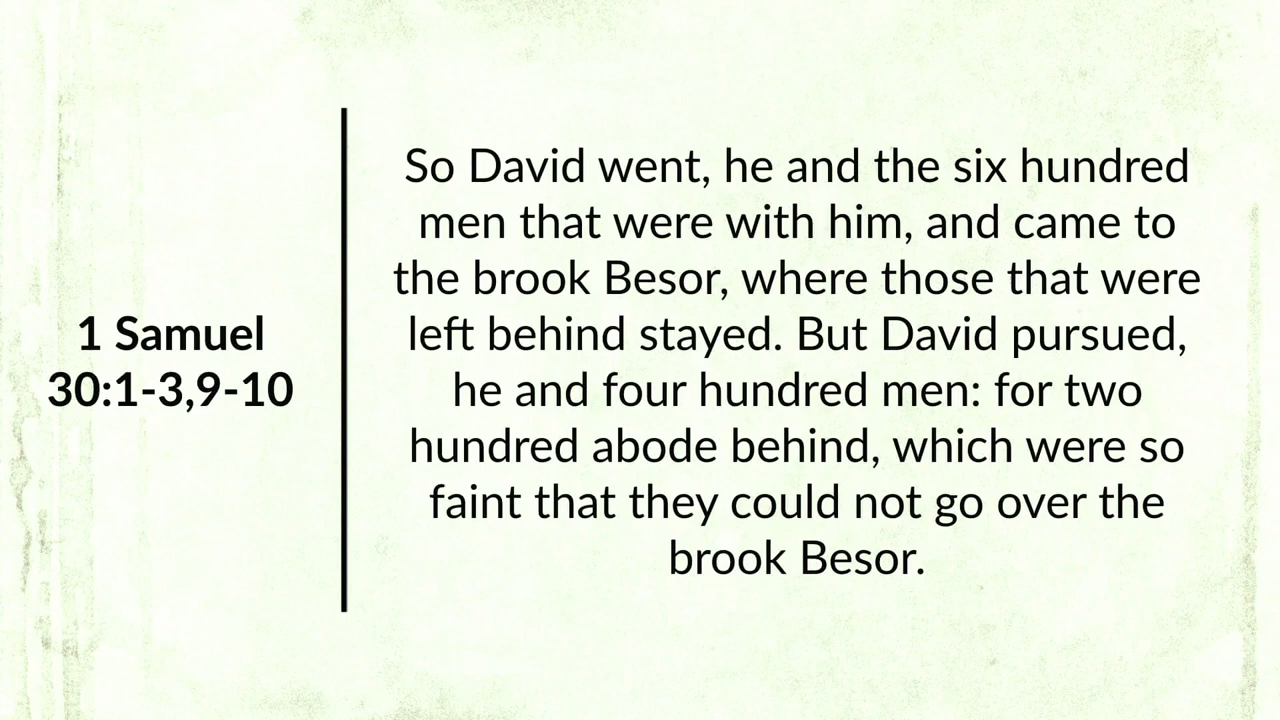 1 Samuel
30:1-3,9-10
So David went, he and the six hundred
men that were with him, and came to
the brook Besor, where those that were
left behind stayed. But David pursued,
he and four hundred men: for two
hundred abode behind, which were so
faint that they could not go over the
brook Besor.